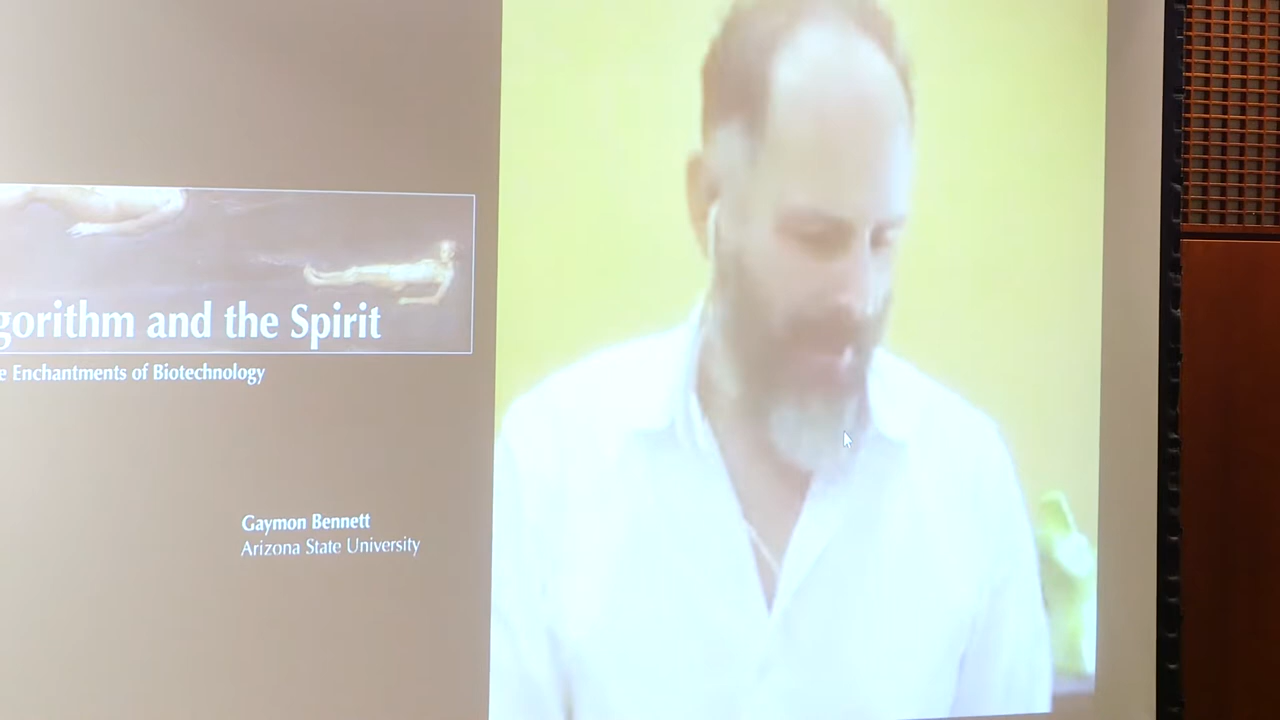 gorithm and the Spirit
e Enchantments of Biotechnology
Gaymon Bennett
Arizona State University